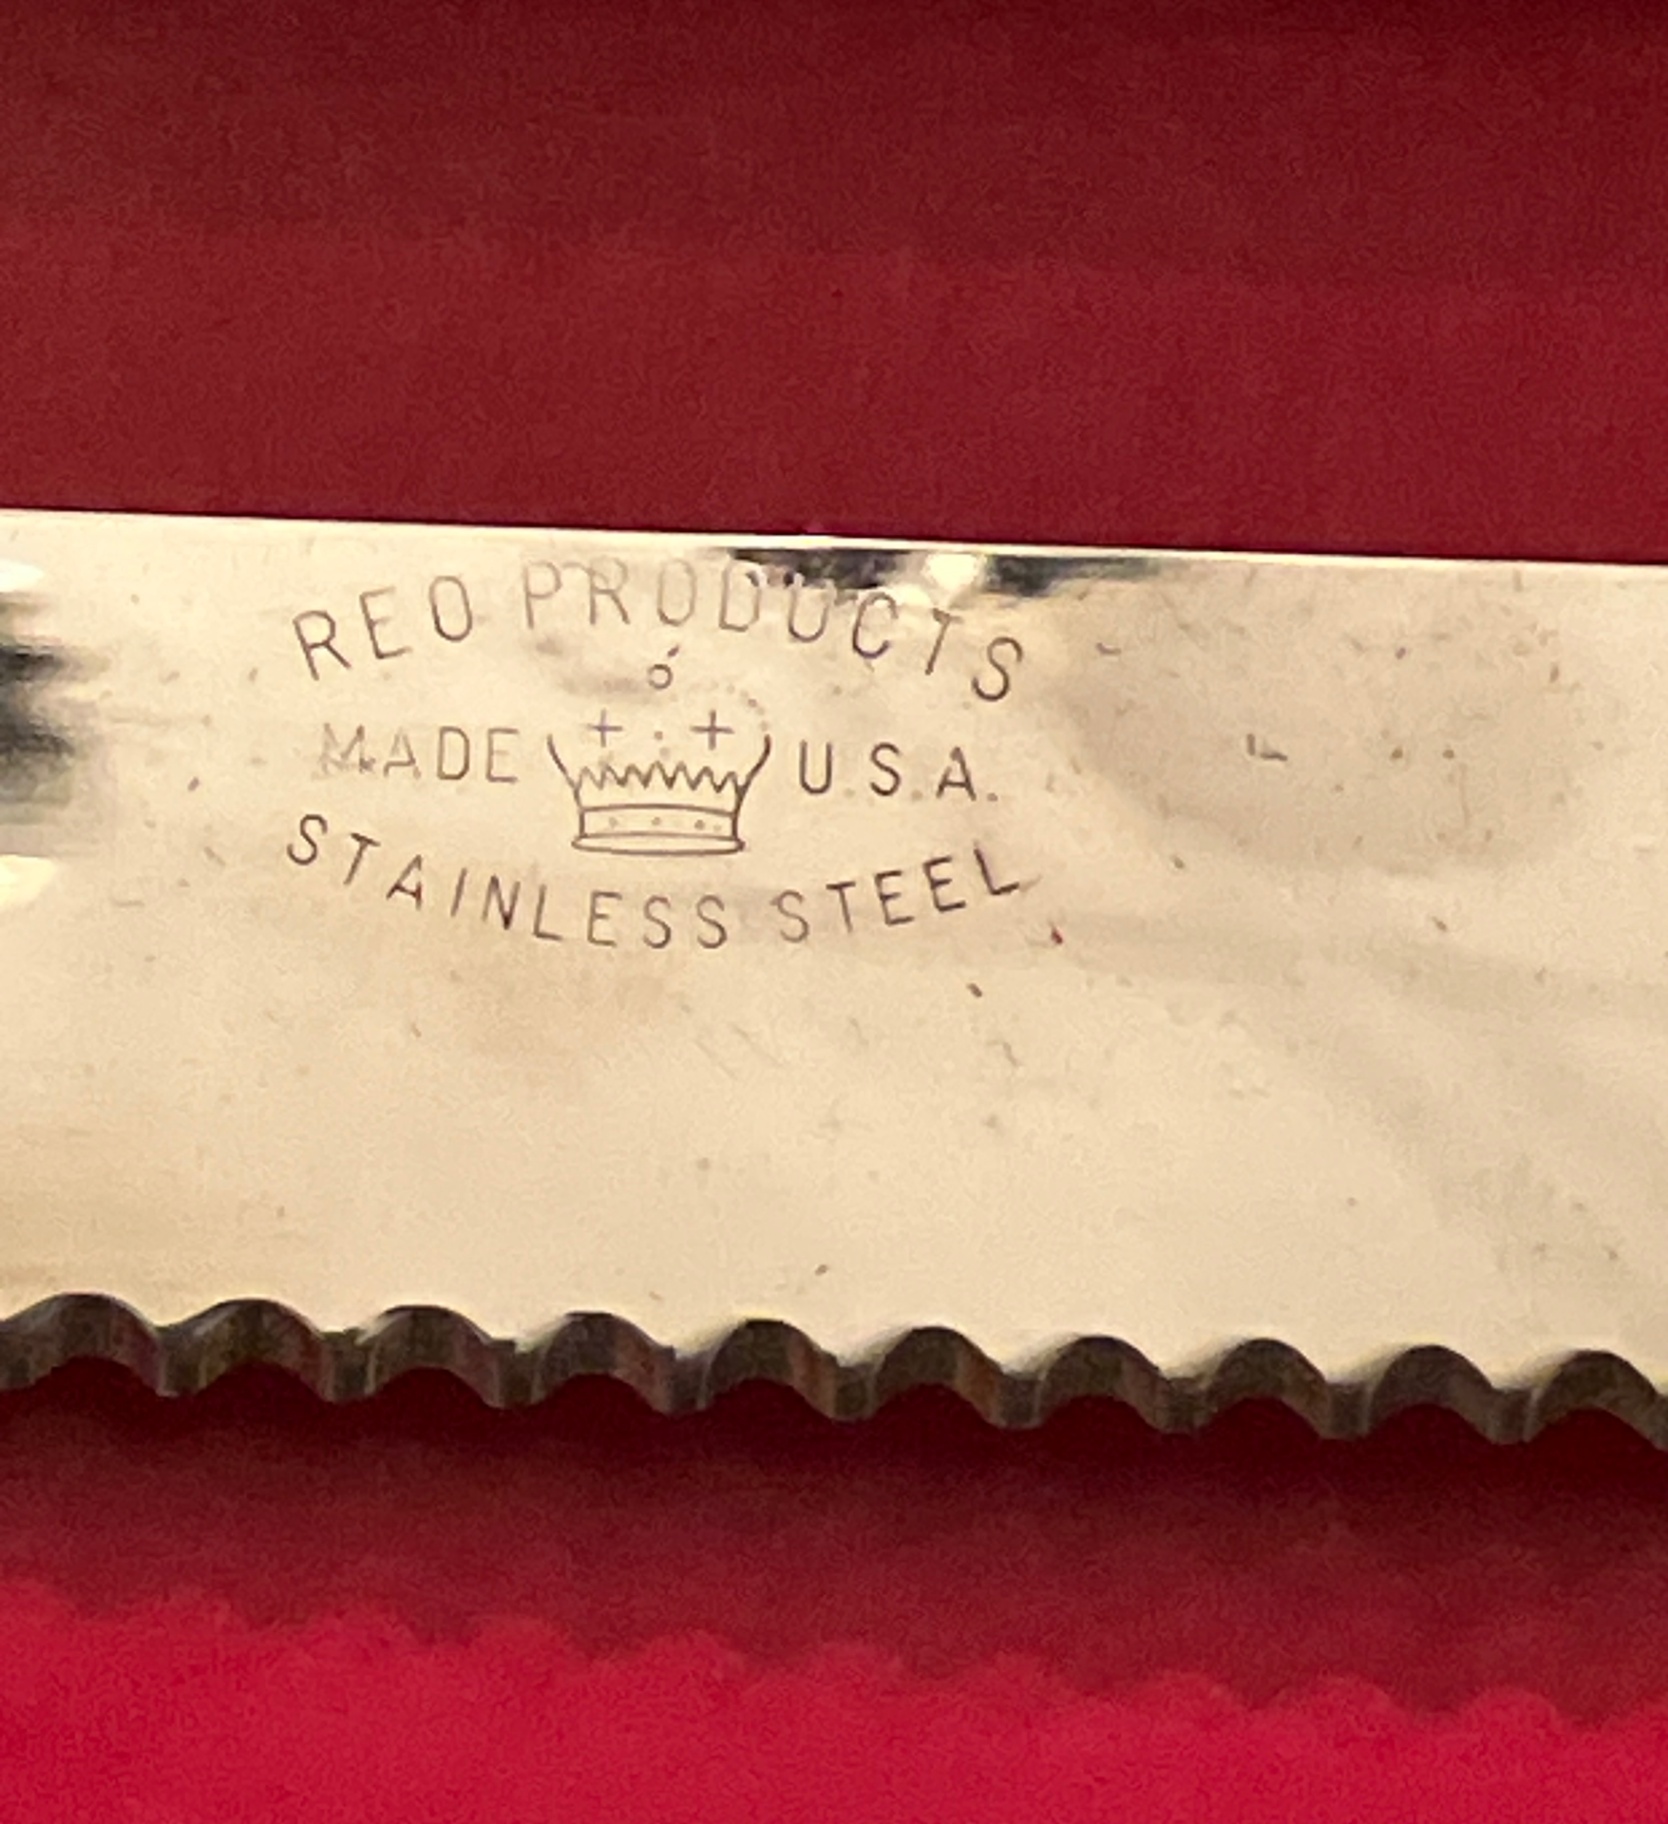 REO PRODUCTS
MADE U.S.A.
STAINLESS STEEL